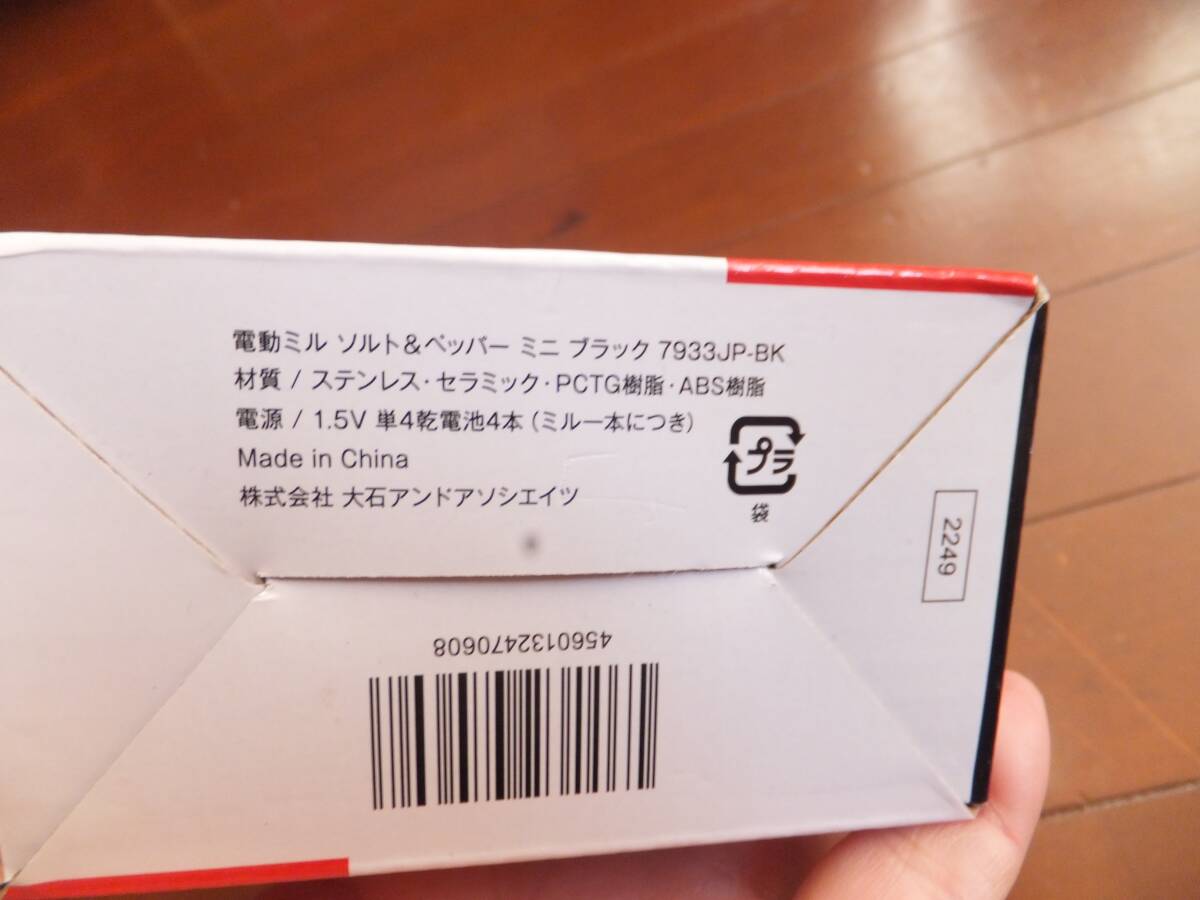 電動ミル ソルト&ペッパー ミニ ブラック 7933JP-BK
材質 / ステンレス・セラミック・PCTG樹脂・ABS樹脂
電源 / 1.5V 単4乾電池4本 (ミル一本につき)
Made in China
株式会社 大石アンドアソシエイツ
プラ
袋
2249
4560132470608